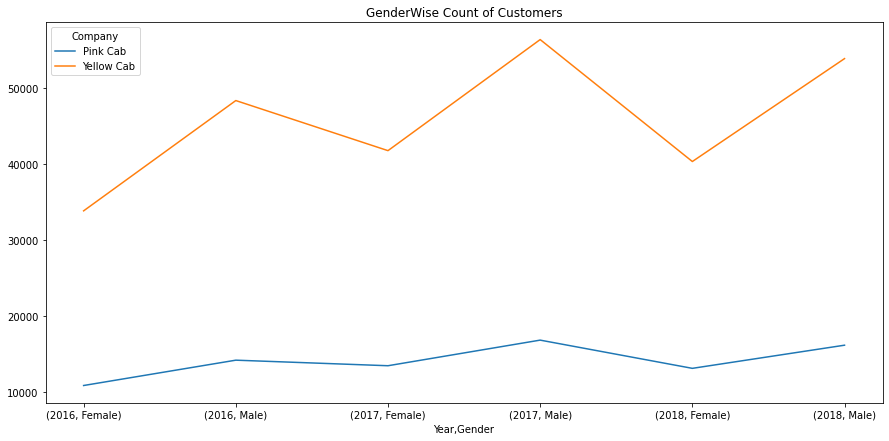 GenderWise Count of Customers
Company
Pink Cab
Yellow Cab
50000
40000
30000
20000
10000
(2016, Female) (2016, Male) (2017, Female) (2017, Male) (2018, Female) (2018, Male)
Year,Gender